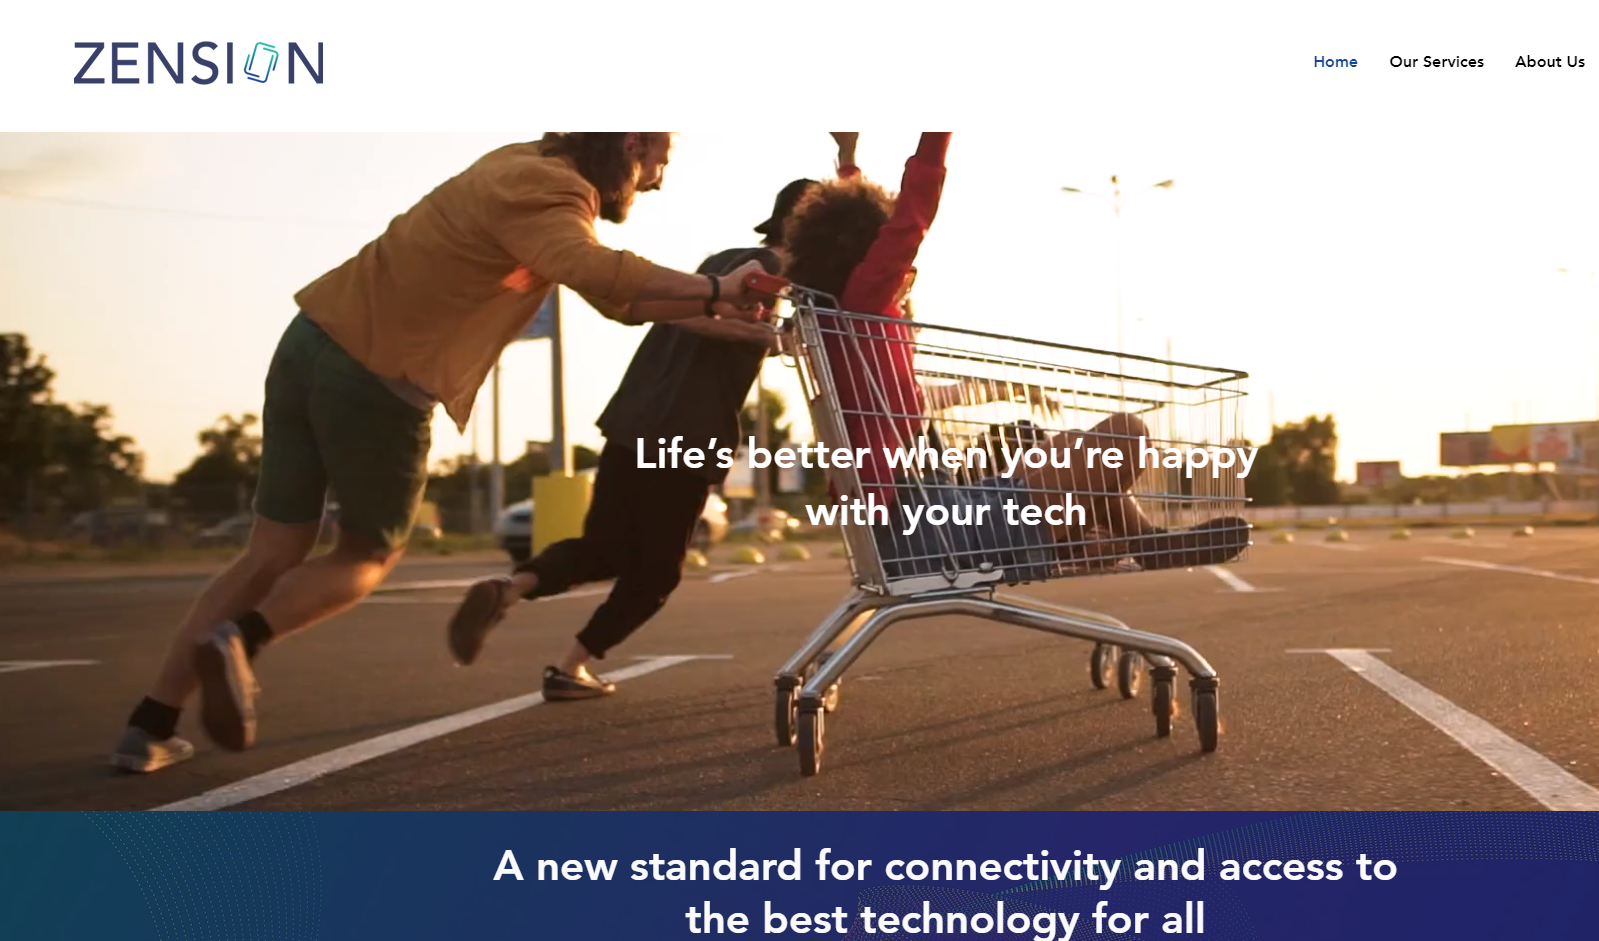 ZENSION
Home Our Services About Us
Life’s better when you’re happy
with your tech
A new standard for connectivity and access to
the best technology for all